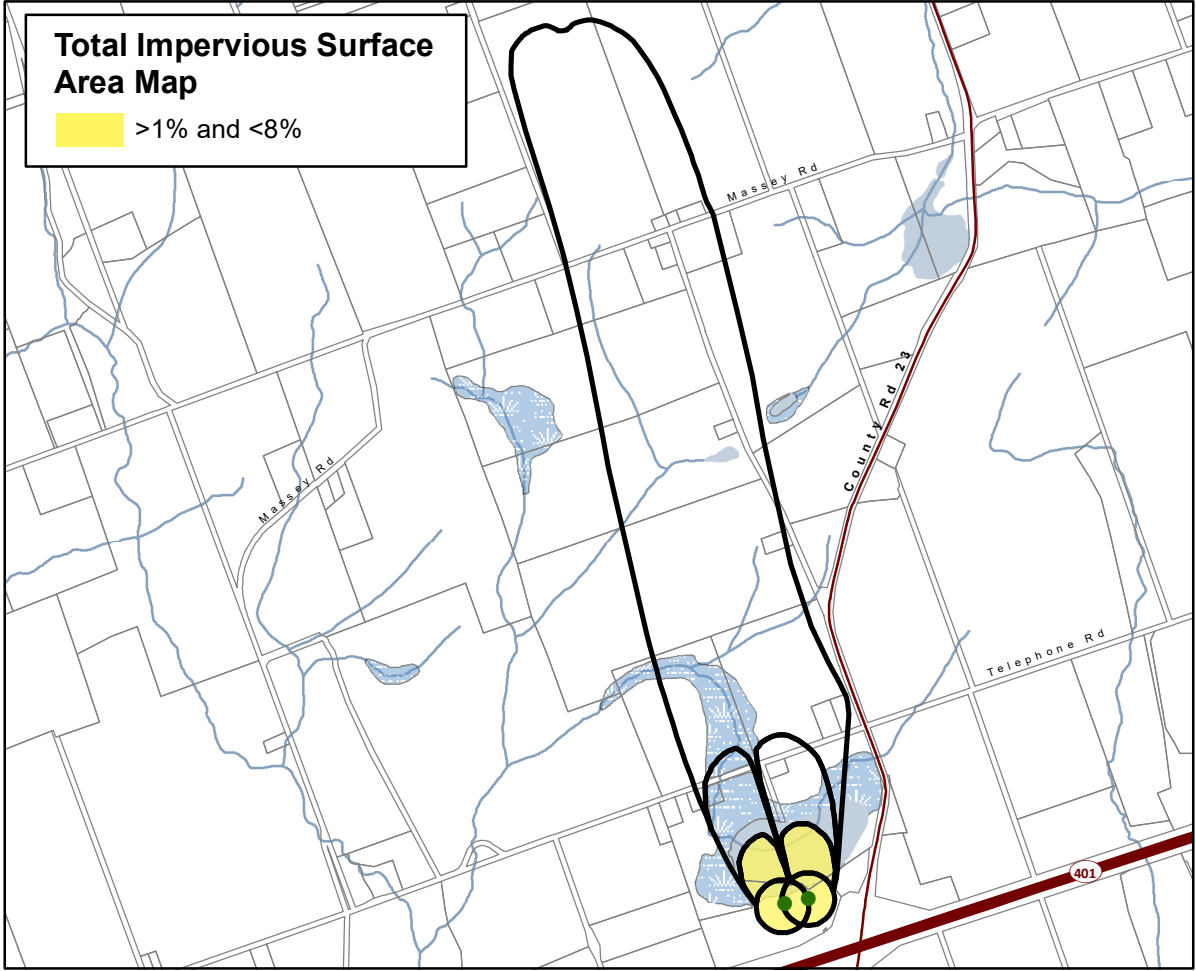 Total Impervious Surface
Area Map
>1% and <8%
Massey Rd
County Rd 23
Massey Rd
Telephone Rd
401